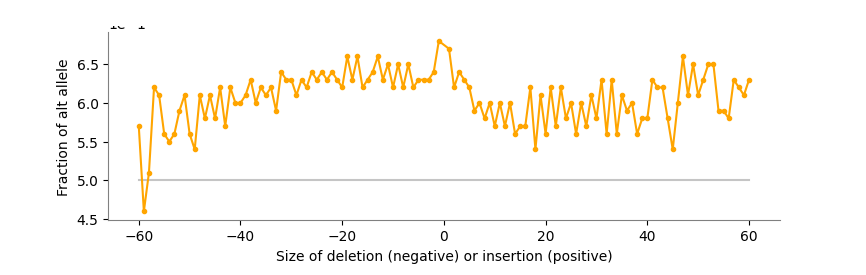 6.5
6.0
5.5
5.0
4.5
Fraction of alt allele
−60 −40 −20 0 20 40 60
Size of deletion (negative) or insertion (positive)